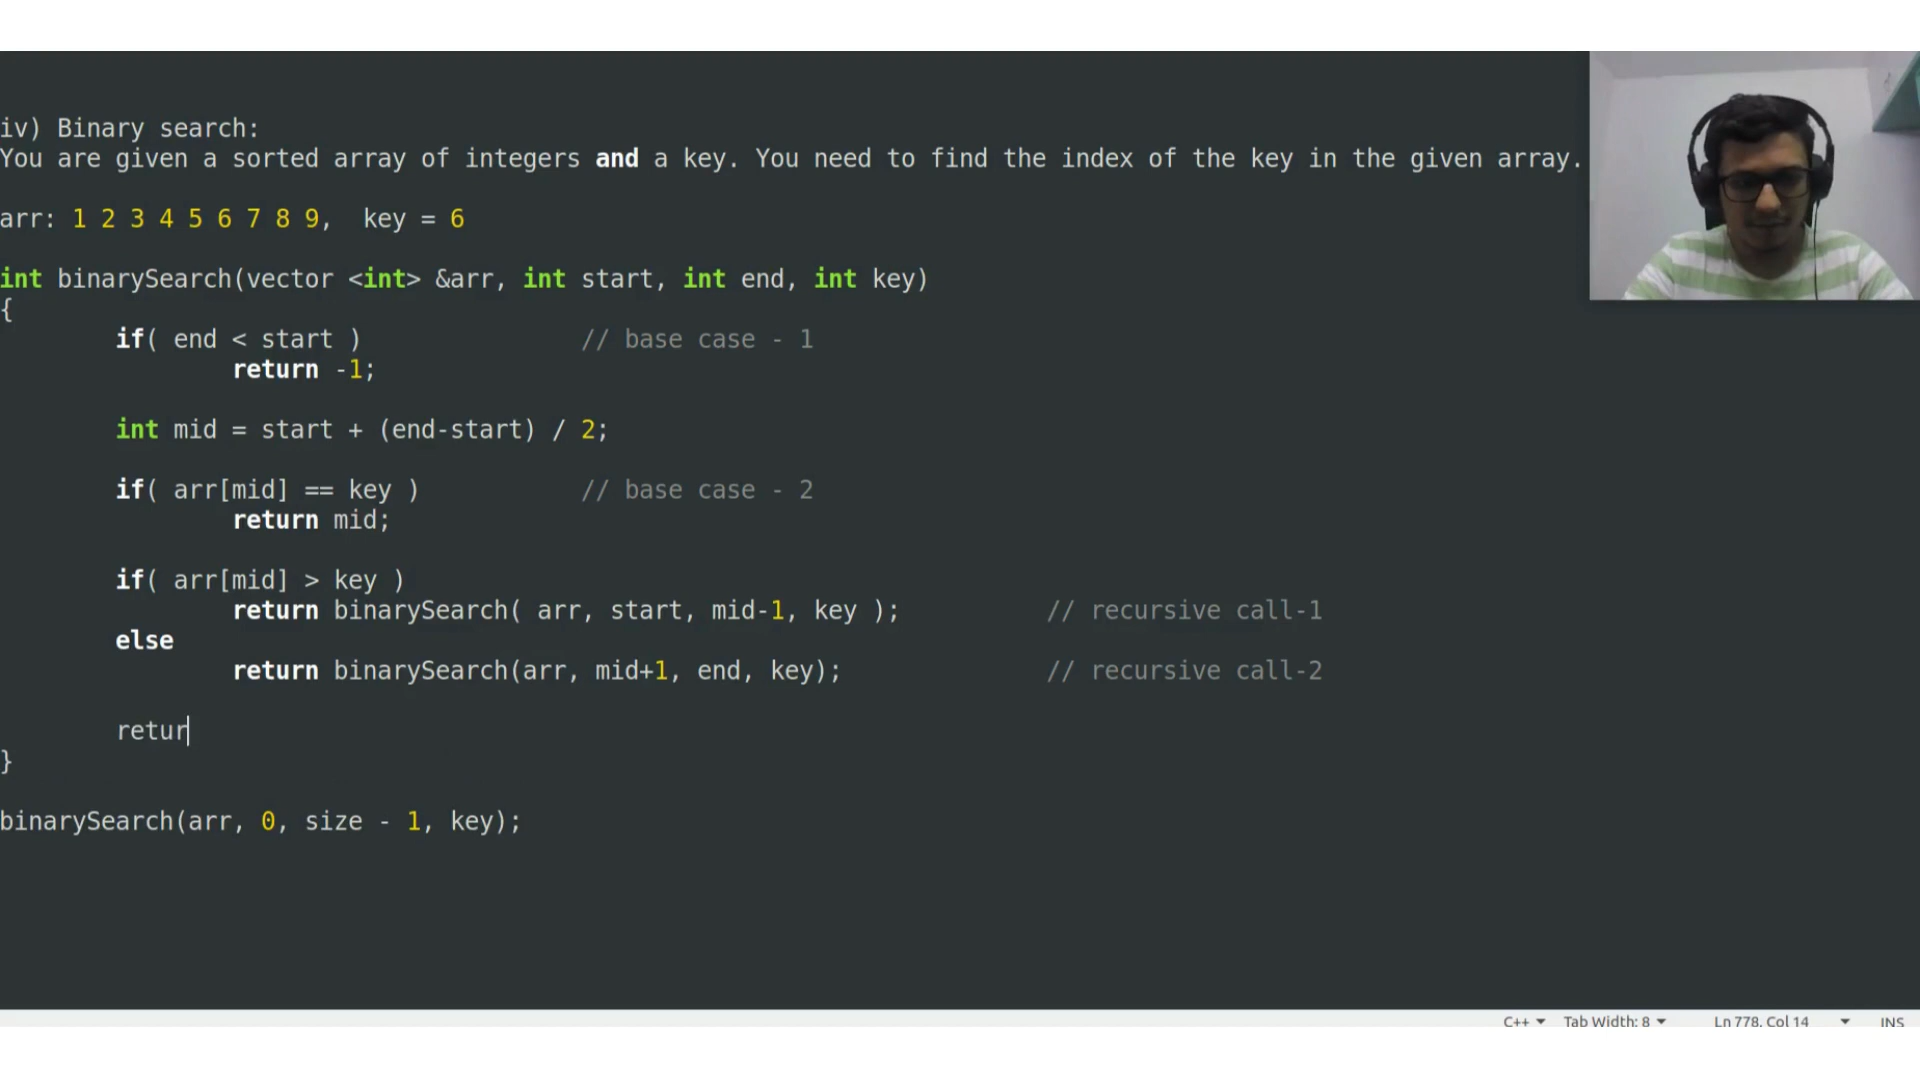 iv) Binary search:
You are given a sorted array of integers and a key. You need to find the index of the key in the given array.
arr: 1 2 3 4 5 6 7 8 9,  key = 6
int binarySearch(vector <int> &arr, int start, int end, int key)
{
if( end < start ) // base case - 1
return -1;
int mid = start + (end-start) / 2;
if( arr[mid] == key ) // base case - 2
return mid;
if( arr[mid] > key )
return binarySearch( arr, start, mid-1, key ); // recursive call-1
else
return binarySearch(arr, mid+1, end, key); // recursive call-2
retur
}
binarySearch(arr, 0, size - 1, key);
C++ Tab Width: 8 Ln 778, Col 14 INS